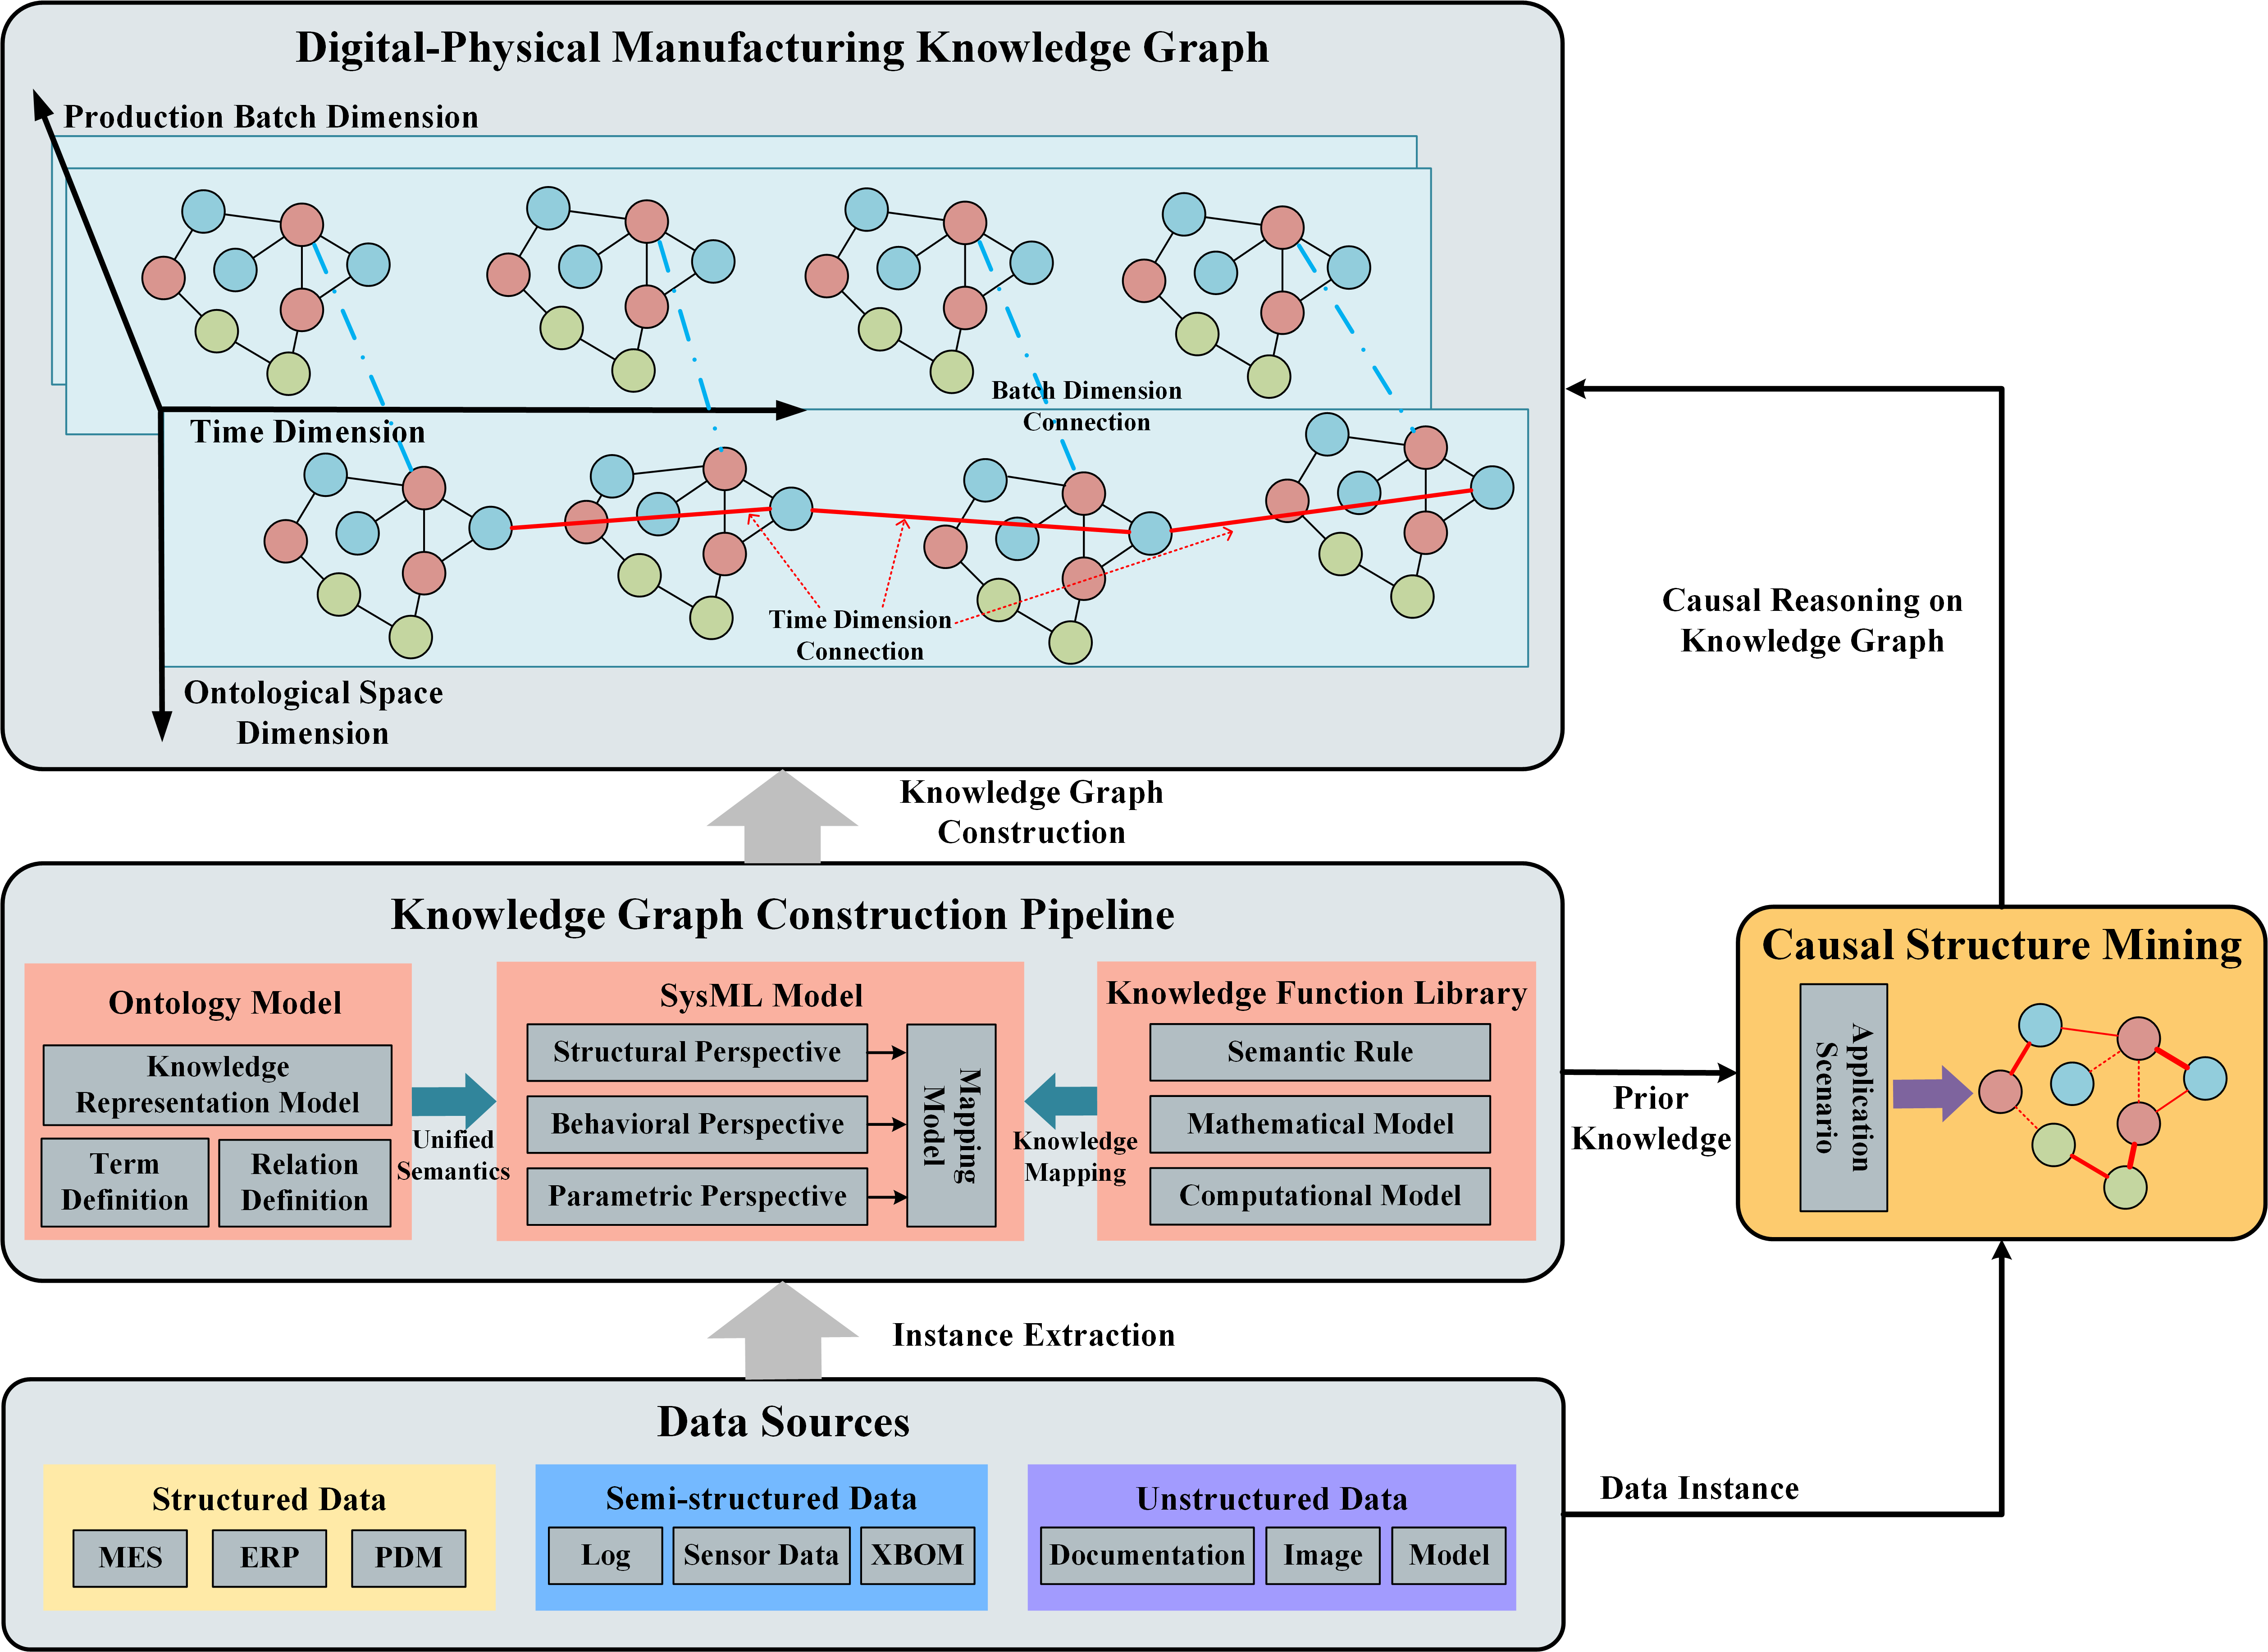 Digital-Physical Manufacturing Knowledge Graph
Production Batch Dimension
Batch Dimension
Connection
Time Dimension
Time Dimension
Connection
Ontological Space
Dimension
Causal Reasoning on
Knowledge Graph
Knowledge Graph
Construction
Knowledge Graph Construction Pipeline
Ontology Model
Knowledge
Representation Model
Term
Definition
Relation
Definition
Unified
Semantics
SysML Model
Structural Perspective
Behavioral Perspective
Parametric Perspective
Mapping
Model
Knowledge
Mapping
Knowledge Function Library
Semantic Rule
Mathematical Model
Computational Model
Prior
Knowledge
Causal Structure Mining
Application
Scenario
Instance Extraction
Data Sources
Structured Data
MES
ERP
PDM
Semi-structured Data
Log
Sensor Data
XBOM
Unstructured Data
Documentation
Image
Model
Data Instance